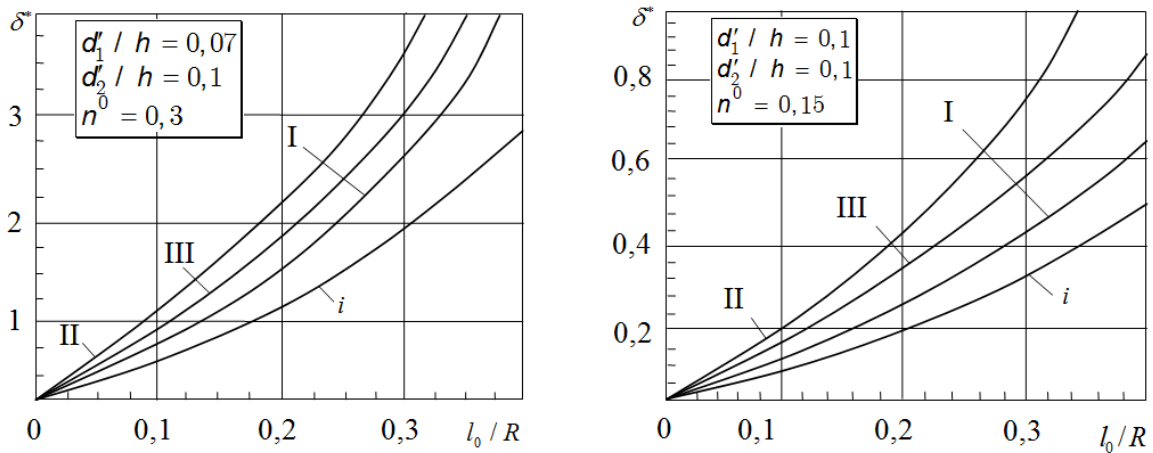 δ*
d′₁ / h = 0,07
d′₂ / h = 0,1
n⁰ = 0,3
3
I
2
III
II
1
i
0
0,1
0,2
0,3
l₀ / R
δ*
d′₁ / h = 0,1
d′₂ / h = 0,1
n⁰ = 0,15
0,8
I
0,6
III
0,4
II
i
0,2
0
0,1
0,2
0,3
l₀ / R